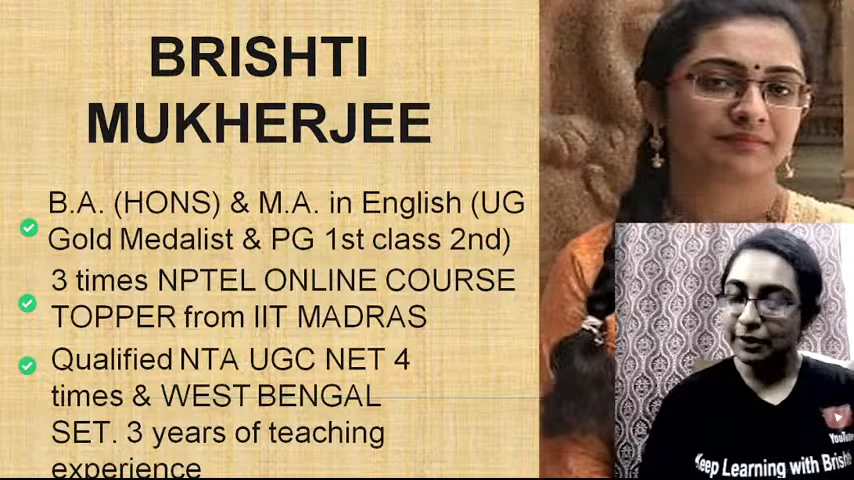 BRISHTI
MUKHERJEE
B.A. (HONS) & M.A. in English (UG
Gold Medalist & PG 1st class 2nd)
3 times NPTEL ONLINE COURSE
TOPPER from IIT MADRAS
Qualified NTA UGC NET 4
times & WEST BENGAL
SET. 3 years of teaching
experience
YouTube
Keep Learning with Brishti